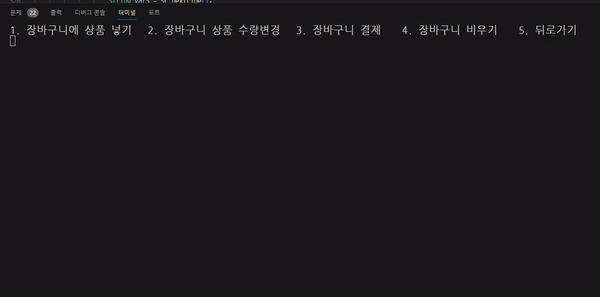 문제 22 출력 디버그 콘솔 터미널 포트
1. 장바구니에 상품 넣기 2. 장바구니 상품 수량변경 3. 장바구니 결제 4. 장바구니 비우기 5. 뒤로가기